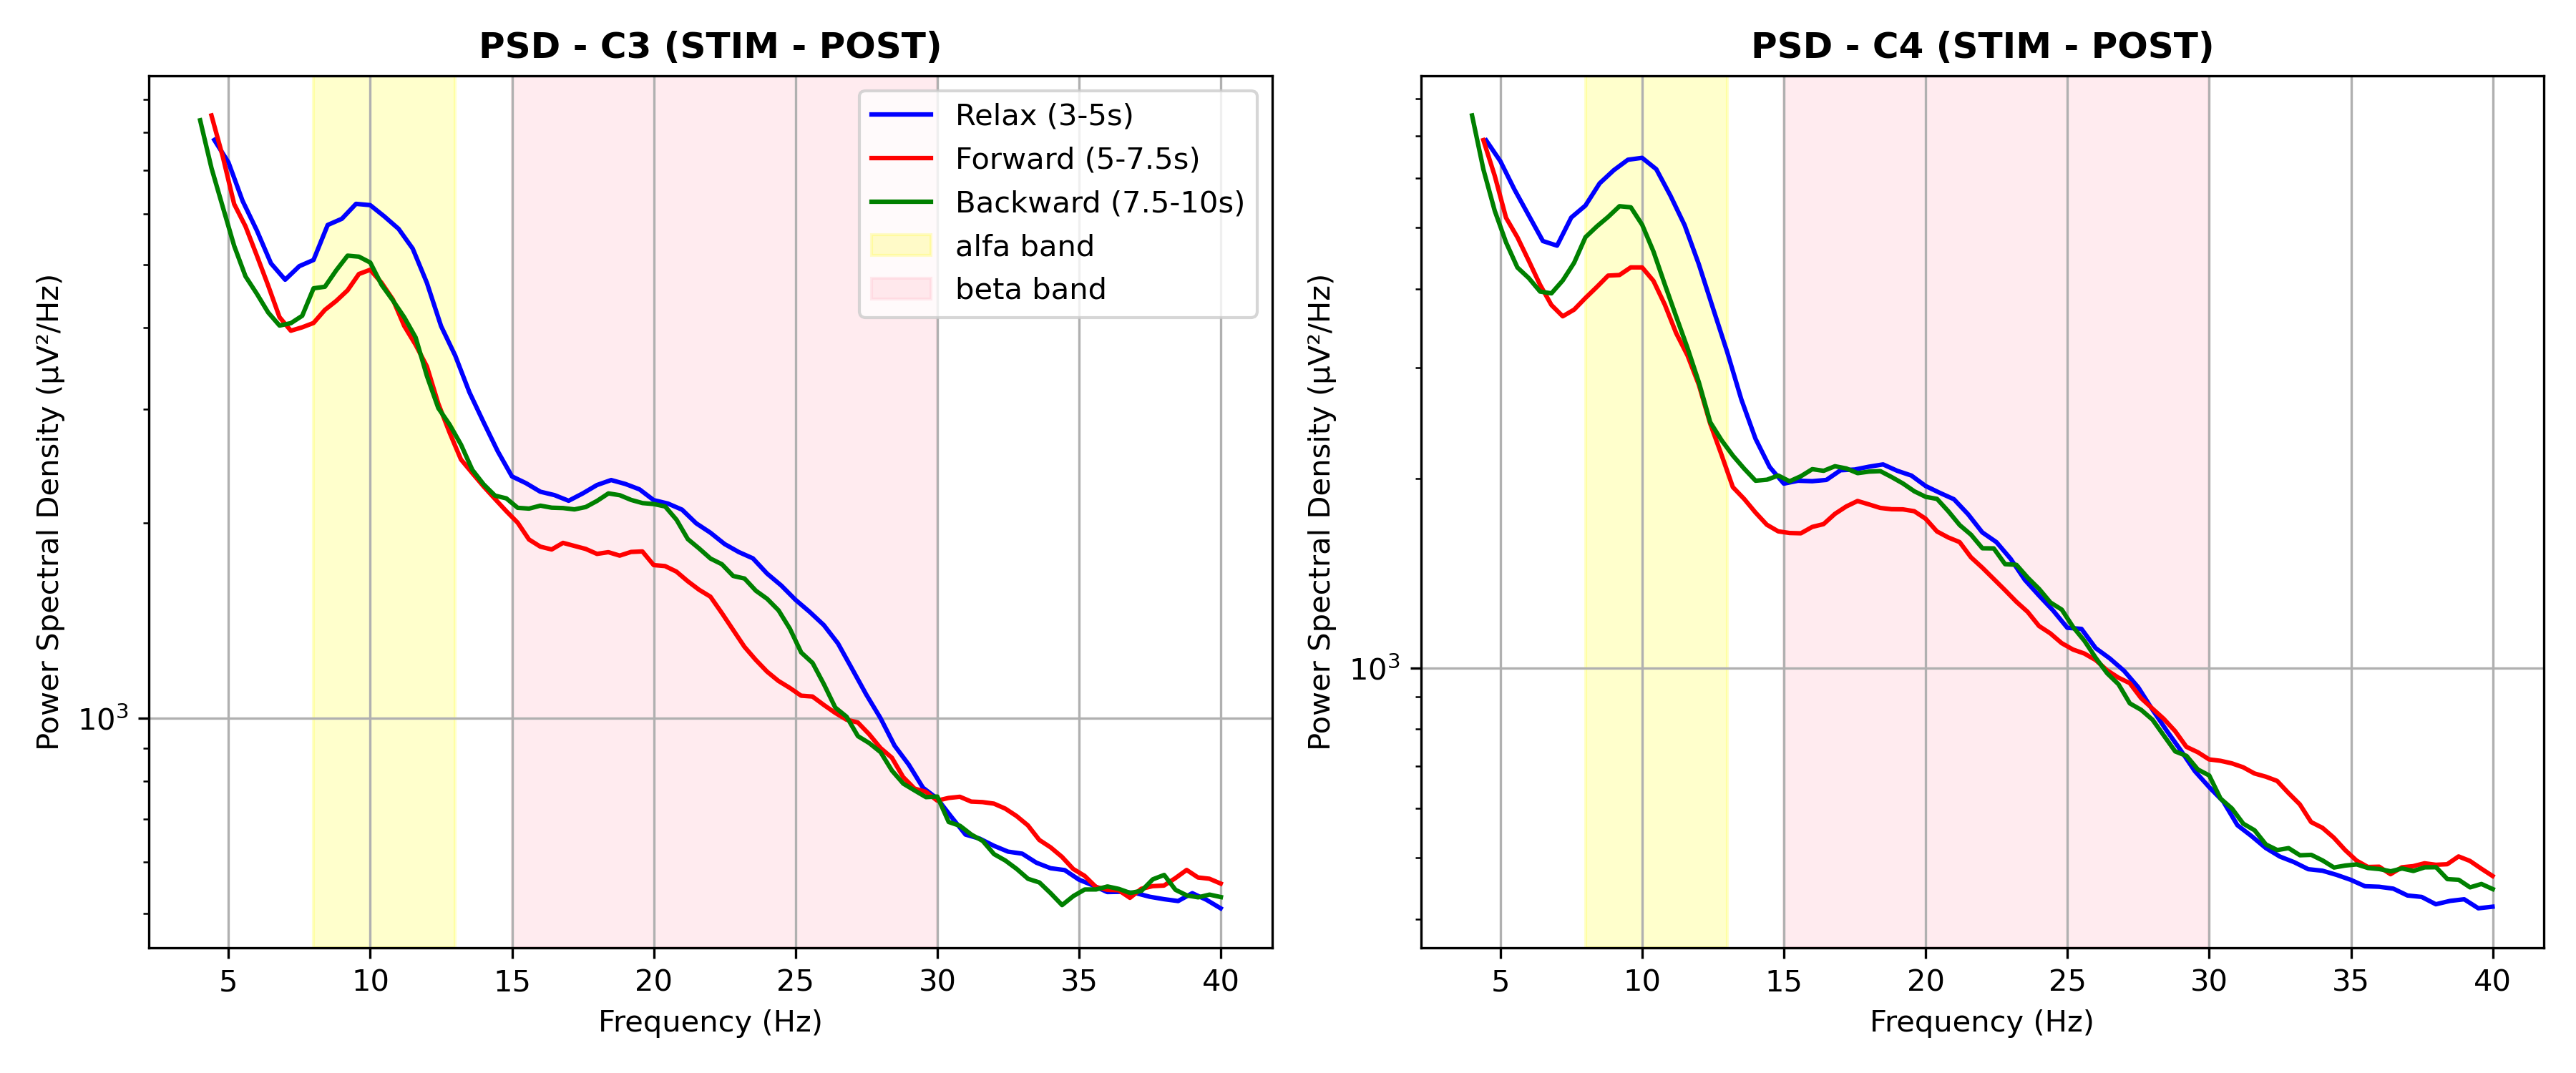 PSD - C3 (STIM - POST)
Relax (3-5s)
Forward (5-7.5s)
Backward (7.5-10s)
alfa band
beta band
Power Spectral Density (µV²/Hz)
10³
5 10 15 20 25 30 35 40
Frequency (Hz)
PSD - C4 (STIM - POST)
Power Spectral Density (µV²/Hz)
10³
5 10 15 20 25 30 35 40
Frequency (Hz)